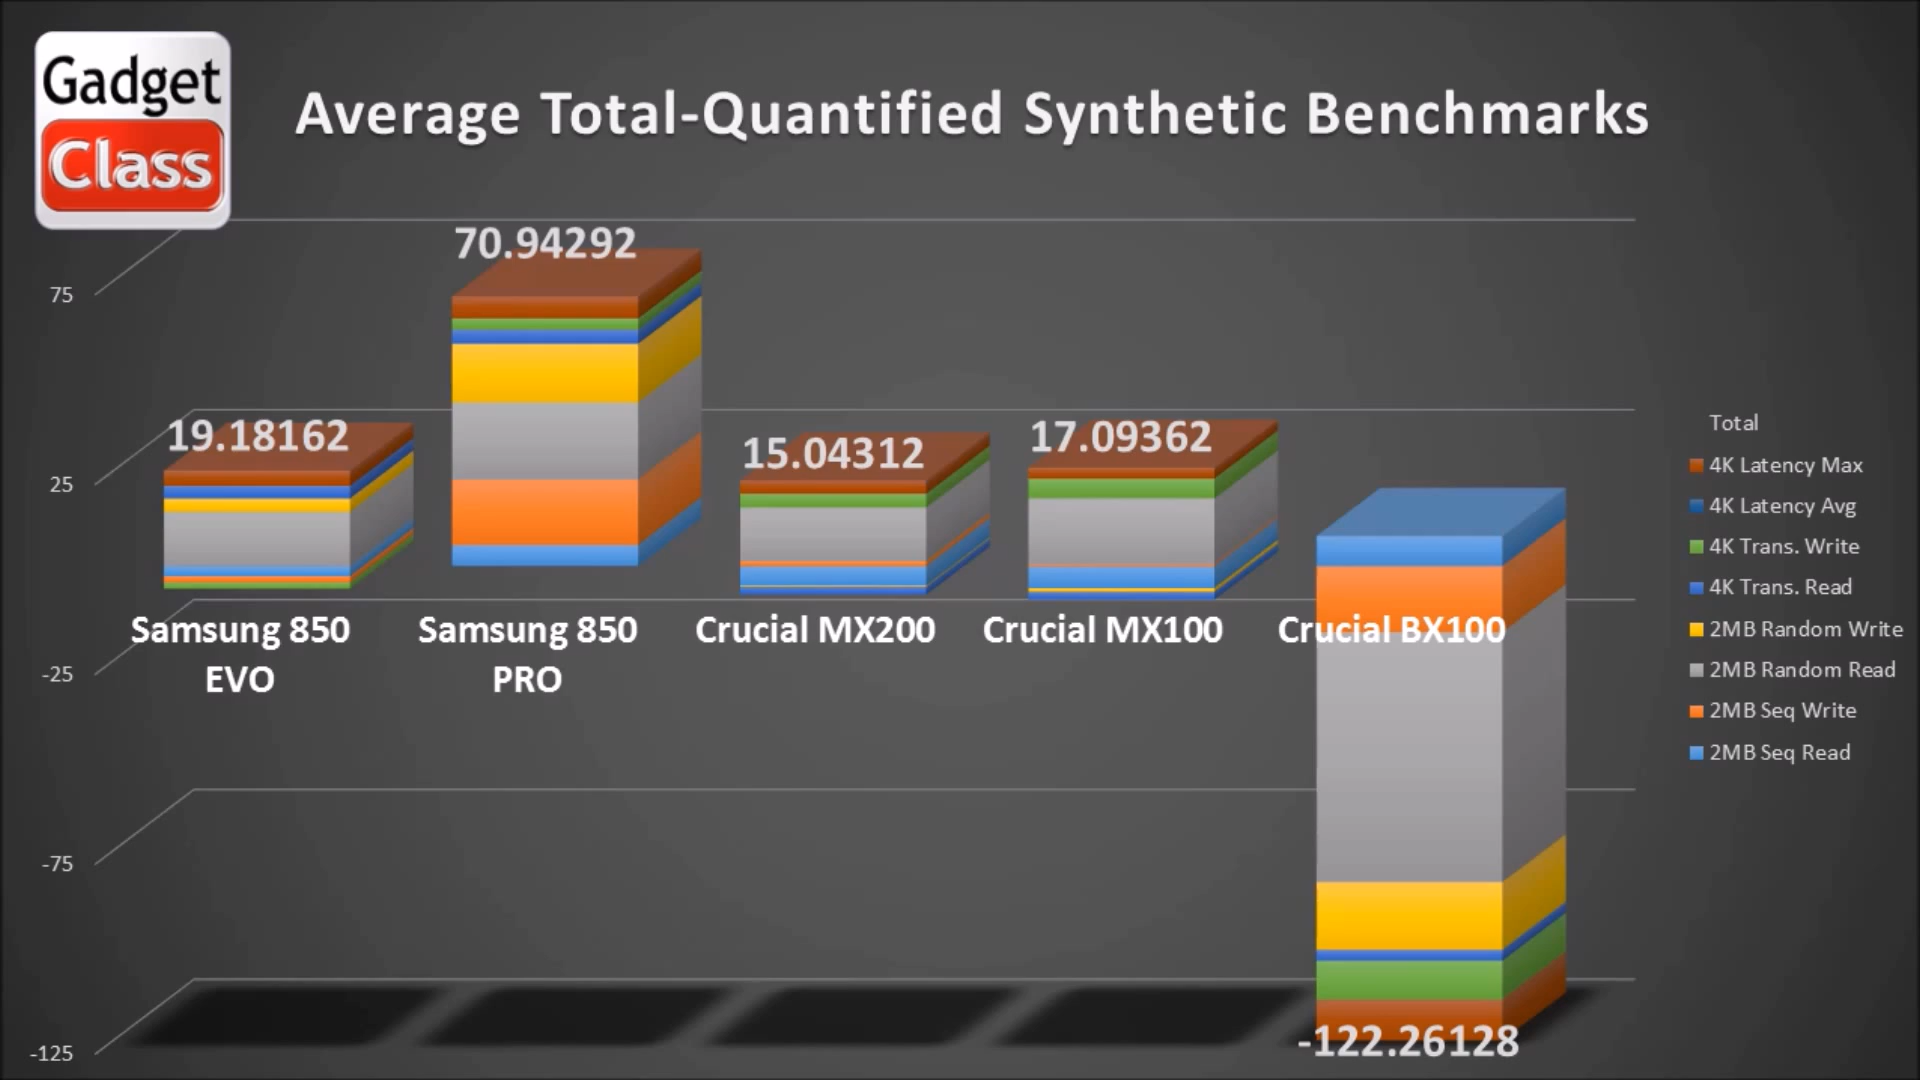 Gadget
Class
Average Total-Quantified Synthetic Benchmarks
75
25
-25
-75
-125
19.18162
70.94292
15.04312
17.09362
-122.26128
Samsung 850
EVO
Samsung 850
PRO
Crucial MX200
Crucial MX100
Crucial BX100
Total
4K Latency Max
4K Latency Avg
4K Trans. Write
4K Trans. Read
2MB Random Write
2MB Random Read
2MB Seq Write
2MB Seq Read